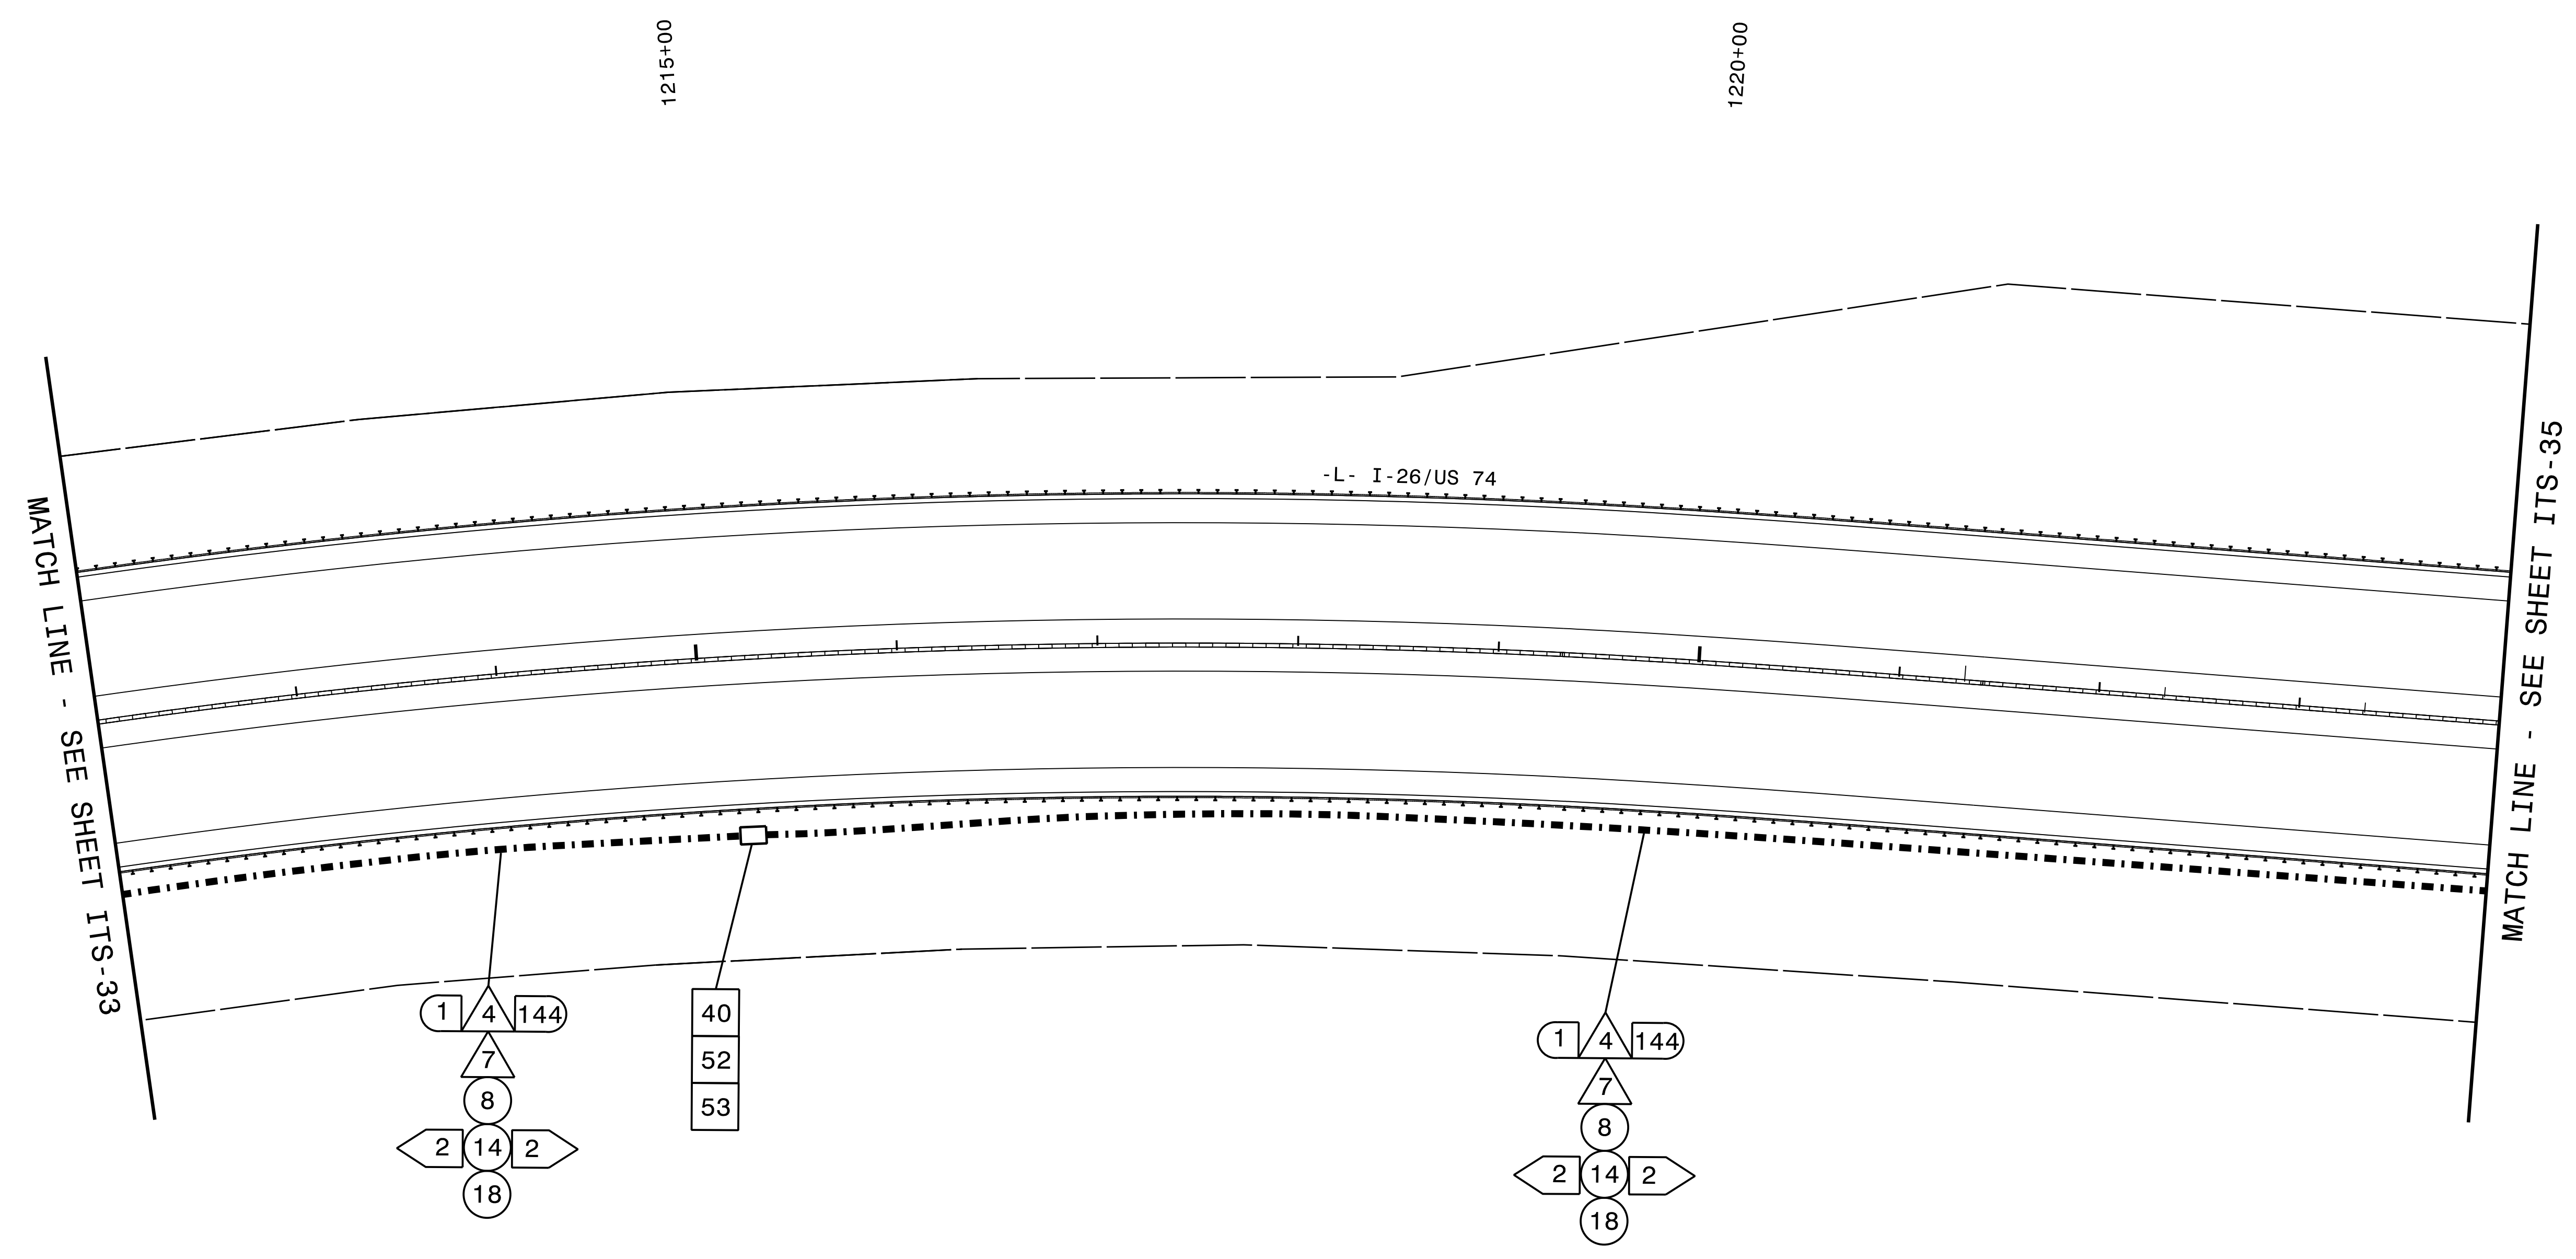 1215+00
1220+00
-L- I-26/US 74
MATCH LINE - SEE SHEET ITS-33
MATCH LINE - SEE SHEET ITS-35
1 4 144
7
8
2 14 2
18
40
52
53
1 4 144
7
8
2 14 2
18